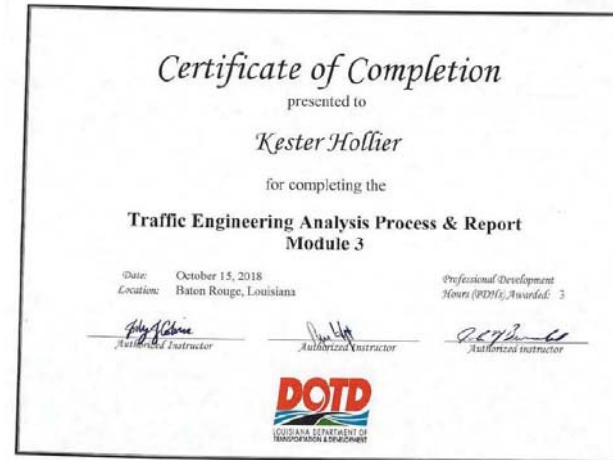 Certificate of Completion
presented to
Kester Hollier
for completing the
Traffic Engineering Analysis Process & Report
Module 3
Date: October 15, 2018
Location: Baton Rouge, Louisiana
Professional Development
Hours (PDHs) Awarded: 3
Authorized Instructor
Authorized Instructor
Authorized instructor
DOTD
LOUISIANA DEPARTMENT OF
TRANSPORTATION & DEVELOPMENT